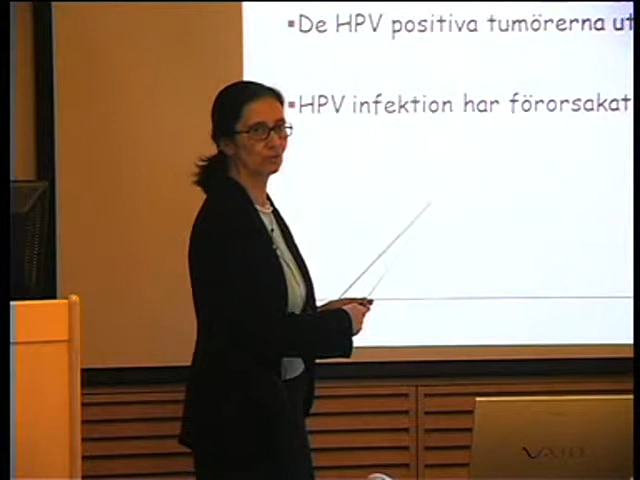 ▪De HPV positiva tumörerna ut
▪HPV infektion har förorsakat
VAIO